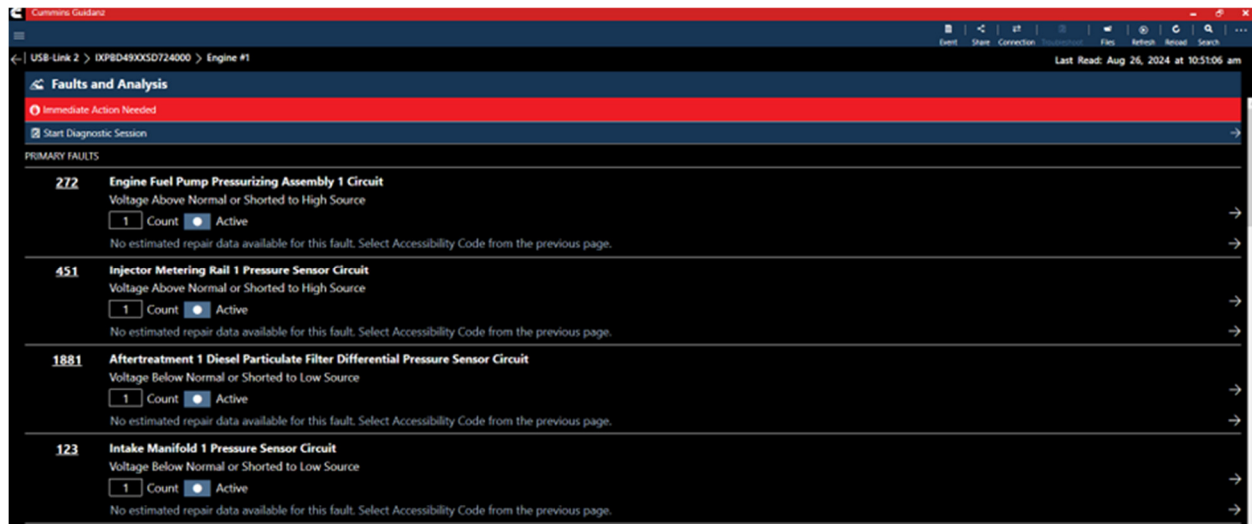 Cummins Guidanz
Event Share Connection Troubleshoot Files Refresh Reload Search
USB-Link 2 > IXPBD49XXSD724000 > Engine #1
Last Read: Aug 26, 2024 at 10:51:06 am
Faults and Analysis
Immediate Action Needed
Start Diagnostic Session
PRIMARY FAULTS
272 Engine Fuel Pump Pressurizing Assembly 1 Circuit
Voltage Above Normal or Shorted to High Source
1 Count Active
No estimated repair data available for this fault. Select Accessibility Code from the previous page.
451 Injector Metering Rail 1 Pressure Sensor Circuit
Voltage Above Normal or Shorted to High Source
1 Count Active
No estimated repair data available for this fault. Select Accessibility Code from the previous page.
1881 Aftertreatment 1 Diesel Particulate Filter Differential Pressure Sensor Circuit
Voltage Below Normal or Shorted to Low Source
1 Count Active
No estimated repair data available for this fault. Select Accessibility Code from the previous page.
123 Intake Manifold 1 Pressure Sensor Circuit
Voltage Below Normal or Shorted to Low Source
1 Count Active
No estimated repair data available for this fault. Select Accessibility Code from the previous page.